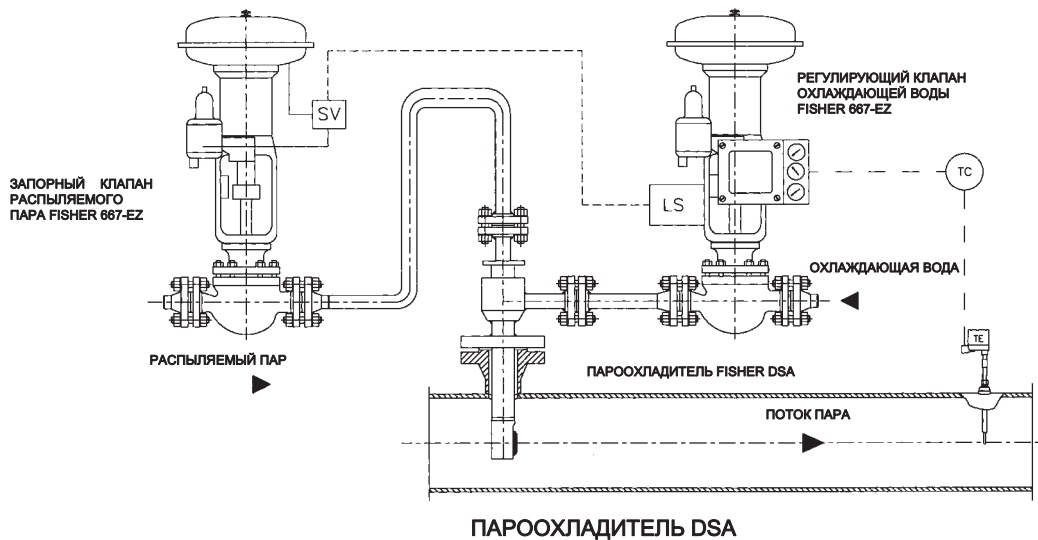 SV
РЕГУЛИРУЮЩИЙ КЛАПАН
ОХЛАЖДАЮЩЕЙ ВОДЫ
FISHER 667-EZ
ЗАПОРНЫЙ КЛАПАН
РАСПЫЛЯЕМОГО
ПАРА FISHER 667-EZ
LS
TC
ОХЛАЖДАЮЩАЯ ВОДА
TE
РАСПЫЛЯЕМЫЙ ПАР
ПАРООХЛАДИТЕЛЬ FISHER DSA
ПОТОК ПАРА
ПАРООХЛАДИТЕЛЬ DSA